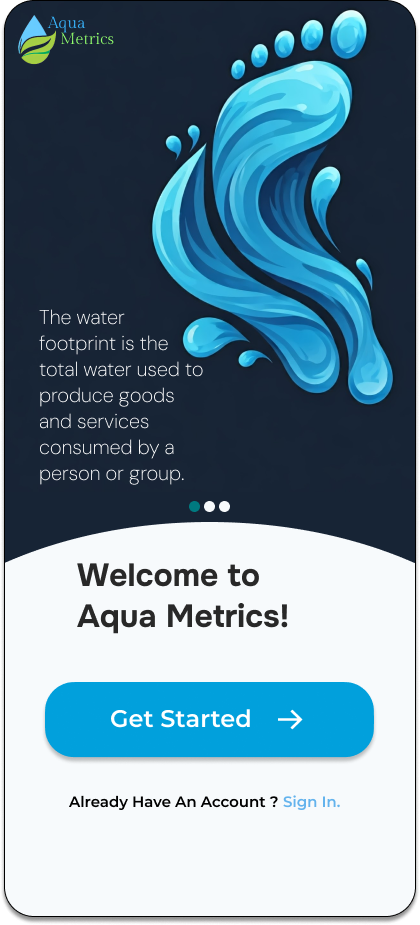 Aqua
Metrics
The water
footprint is the
total water used to
produce goods
and services
consumed by a
person or group.
Welcome to
Aqua Metrics!
Get Started
Already Have An Account ? Sign In.